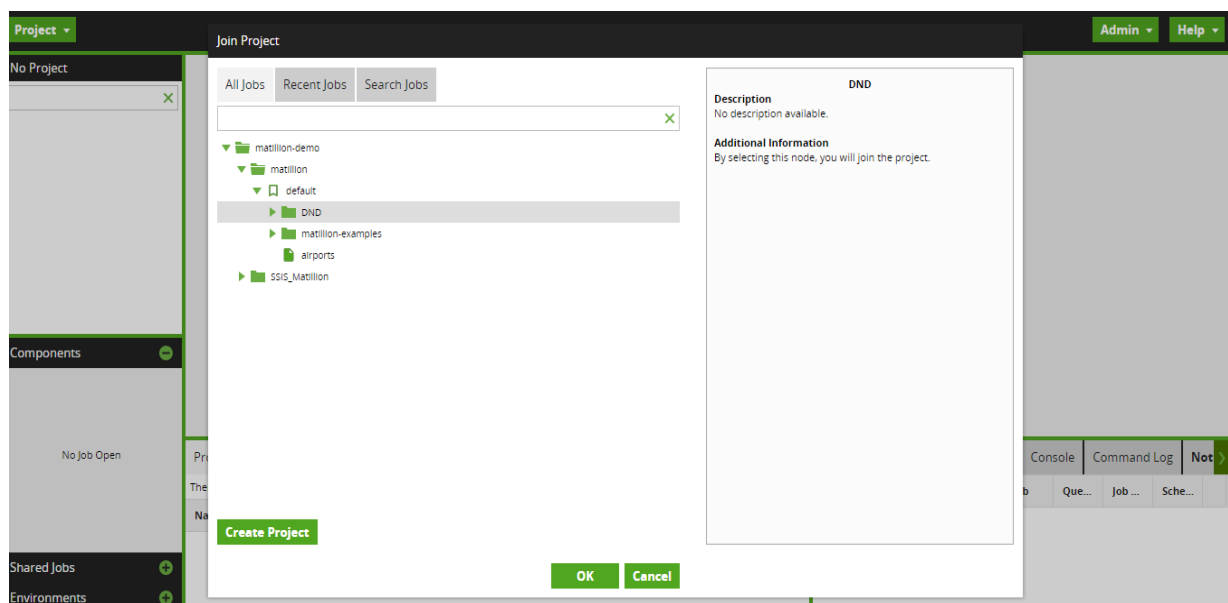 Project
Admin
Help
Join Project
No Project
All Jobs
Recent Jobs
Search Jobs
matillion-demo
matillion
default
DND
matillion-examples
airports
SSIS_Matillion
DND
Description
No description available.
Additional Information
By selecting this node, you will join the project.
Components
No Job Open
Shared Jobs
Environments
Create Project
OK
Cancel
Console
Command Log
Que...
Job ...
Sche...